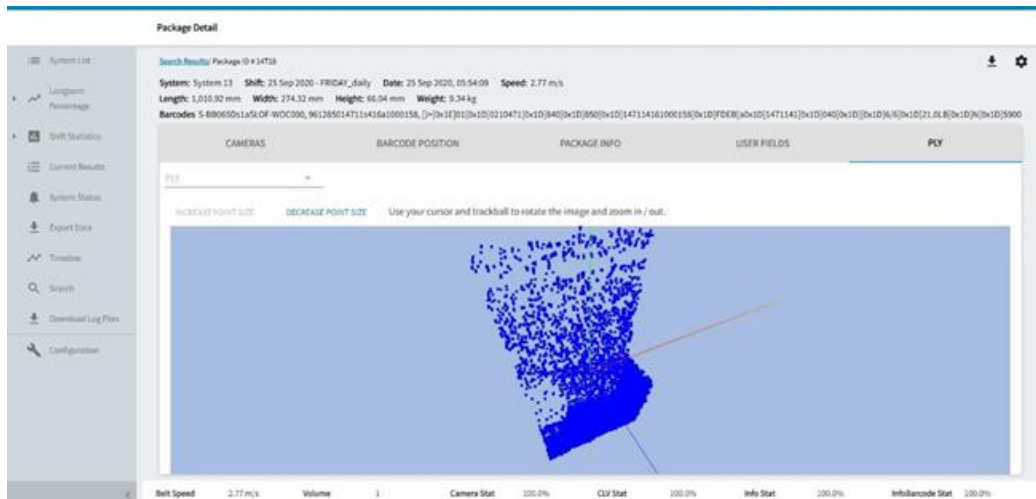 Package Detail
System List
Search Results/ Package ID # 14718
System: System 13 Shift: 25 Sep 2020 - FRIDAY_daily Date: 25 Sep 2020, 05:54:09 Speed: 2.77 m/s
Longterm
Percentage
Length: 1,010.92 mm Width: 274.32 mm Height: 66.04 mm Weight: 9.34 kg
Barcodes
Shift Statistics
CAMERAS BARCODE POSITION PACKAGE INFO USER FIELDS PLY
Current Results
PLY
System Status
INCREASE POINT SIZE DECREASE POINT SIZE Use your cursor and trackball to rotate the image and zoom in / out.
Export Data
Timeline
Search
Download Log Files
Configuration
Belt Speed 2.77 m/s Volume 1 Camera Stat 100.0% CLV Stat 100.0% Info Stat 100.0% InfoBarcode Stat 100.0%